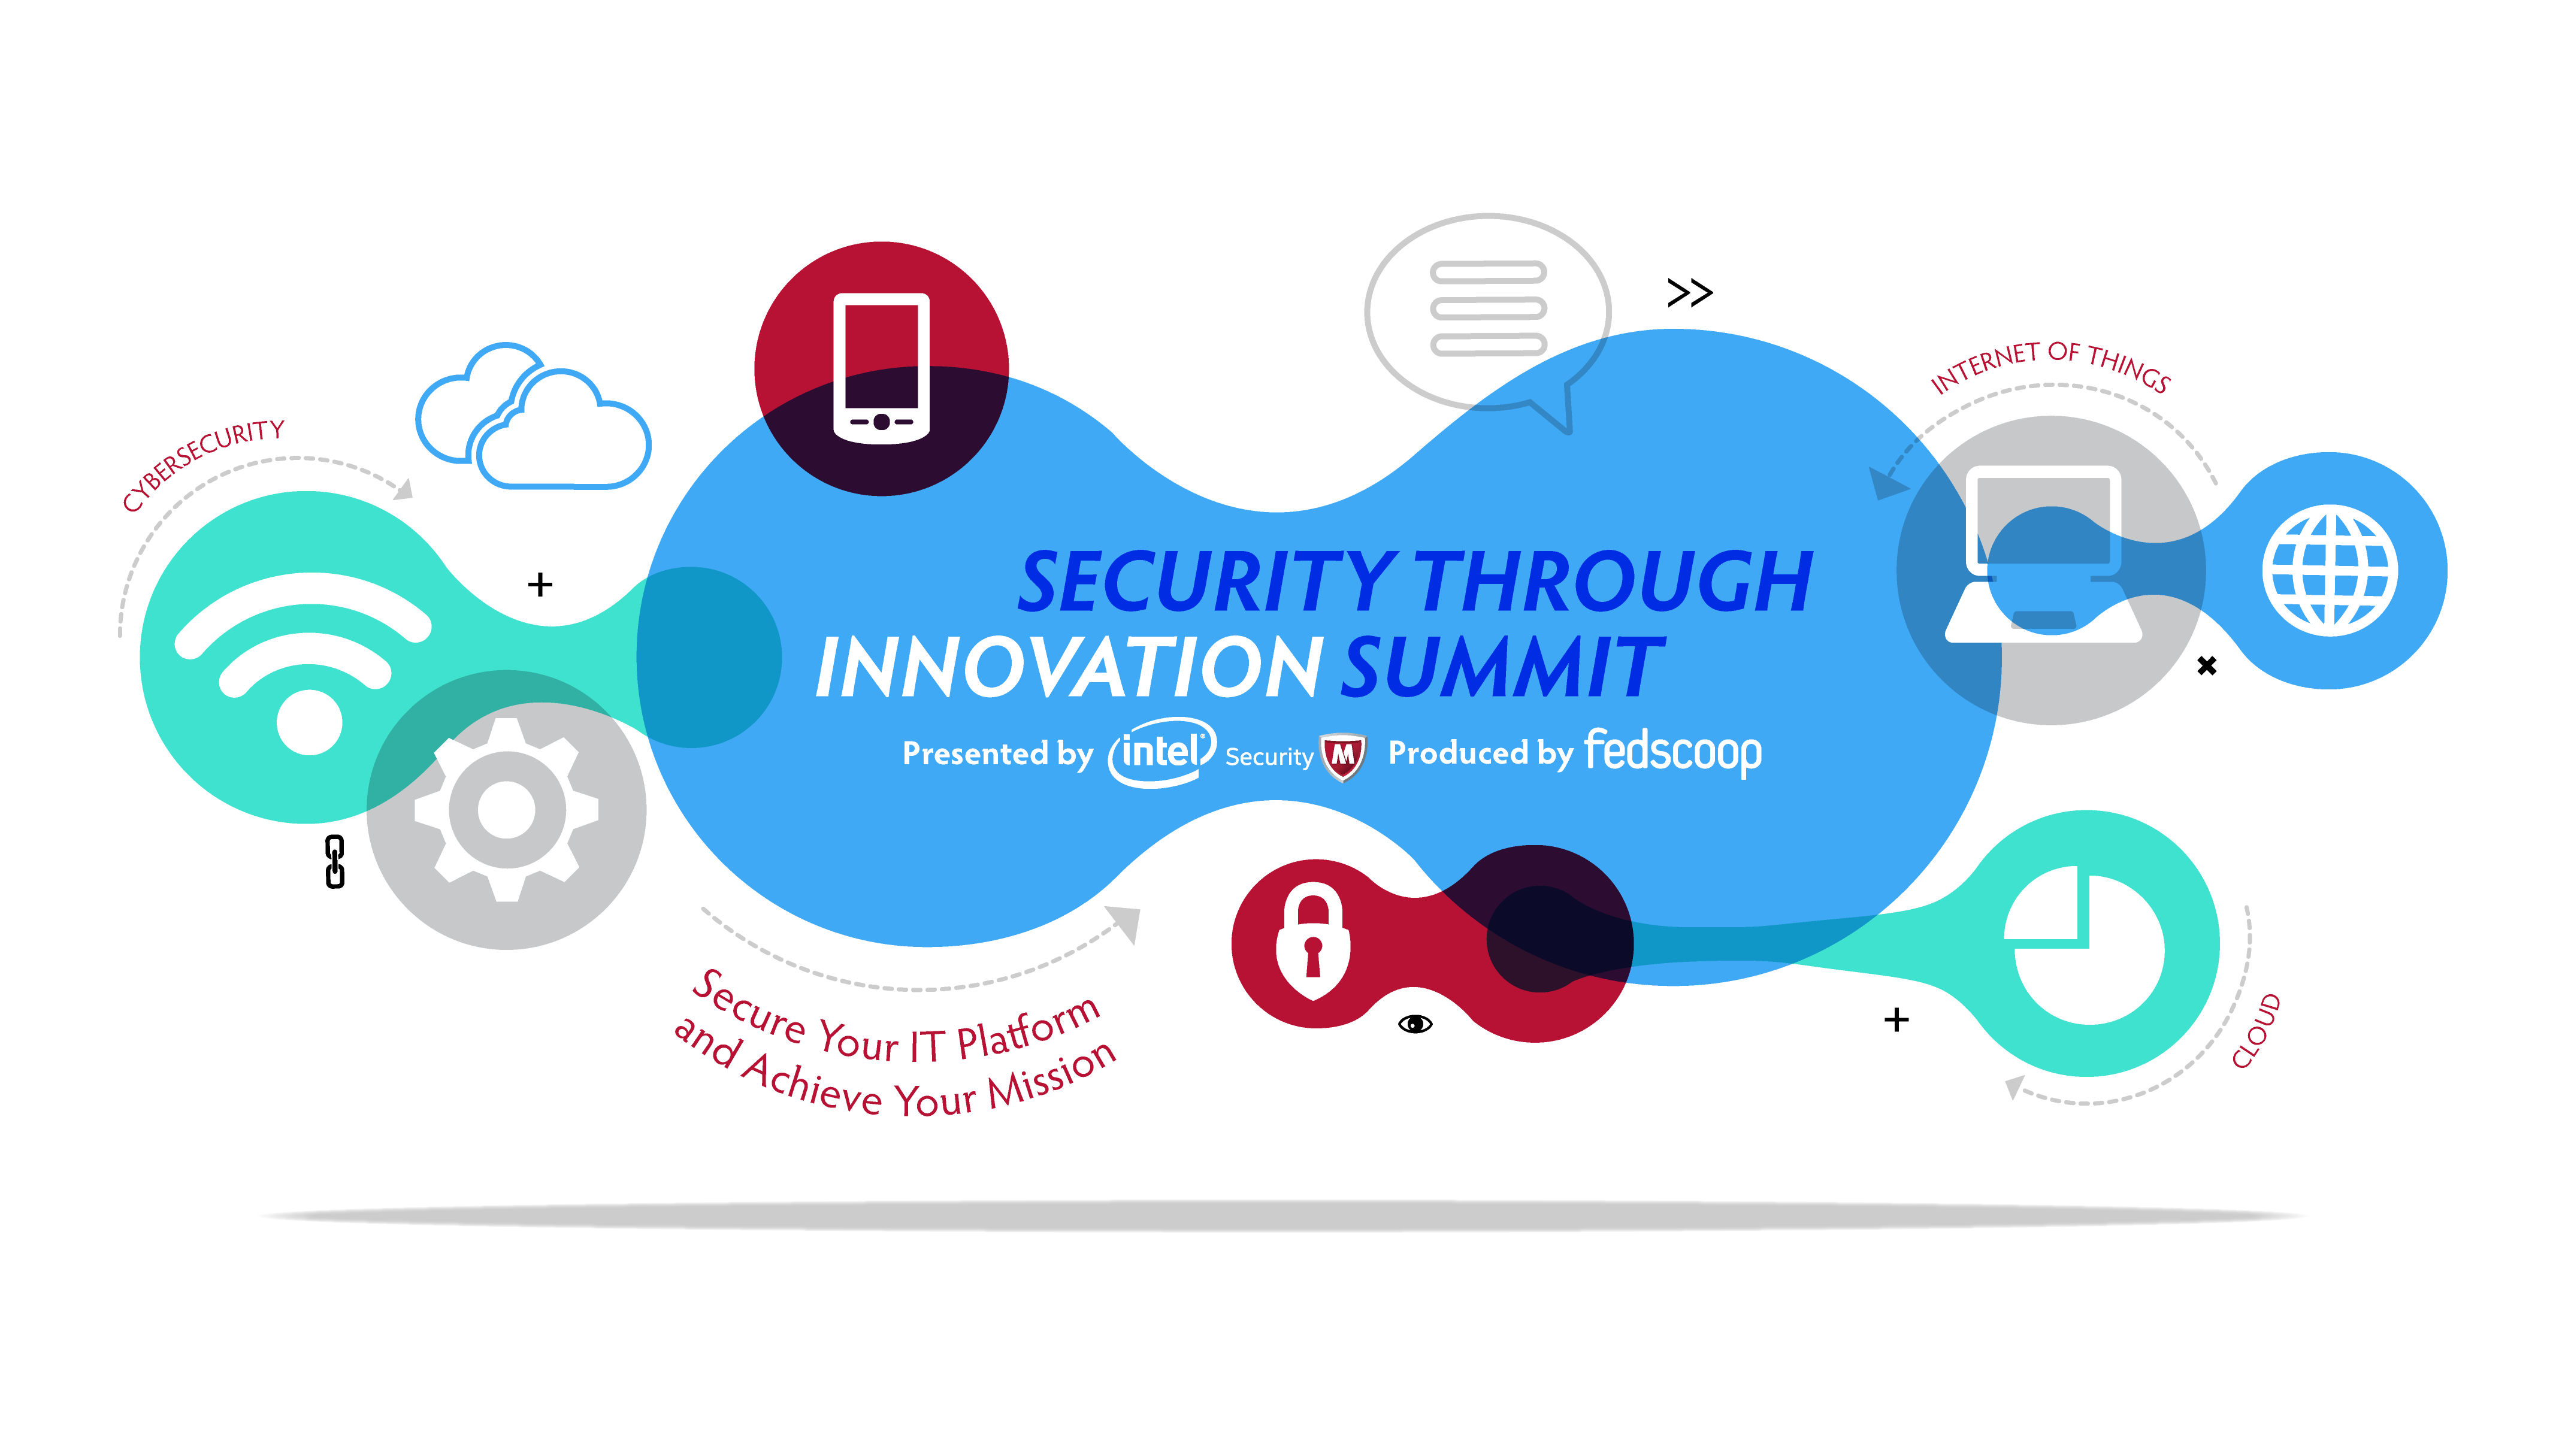 CYBERSECURITY
INTERNET OF THINGS
SECURITY THROUGH
INNOVATION SUMMIT
Presented by intel Security M Produced by fedscoop
Secure Your IT Platform
and Achieve Your Mission
CLOUD